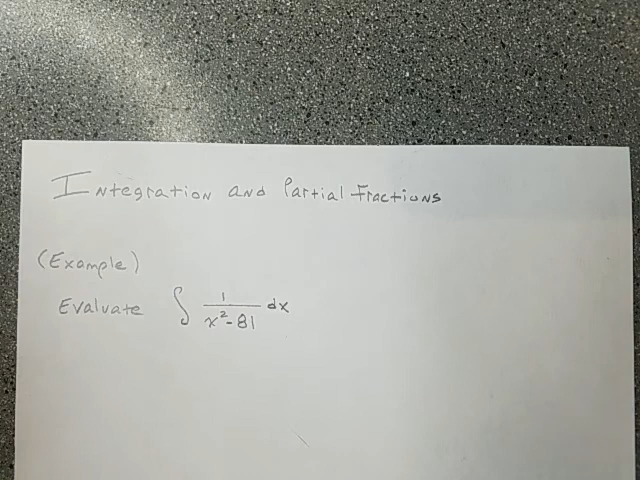 Integration and Partial Fractions
(Example)
Evaluate ∫ 1/(x²-81) dx